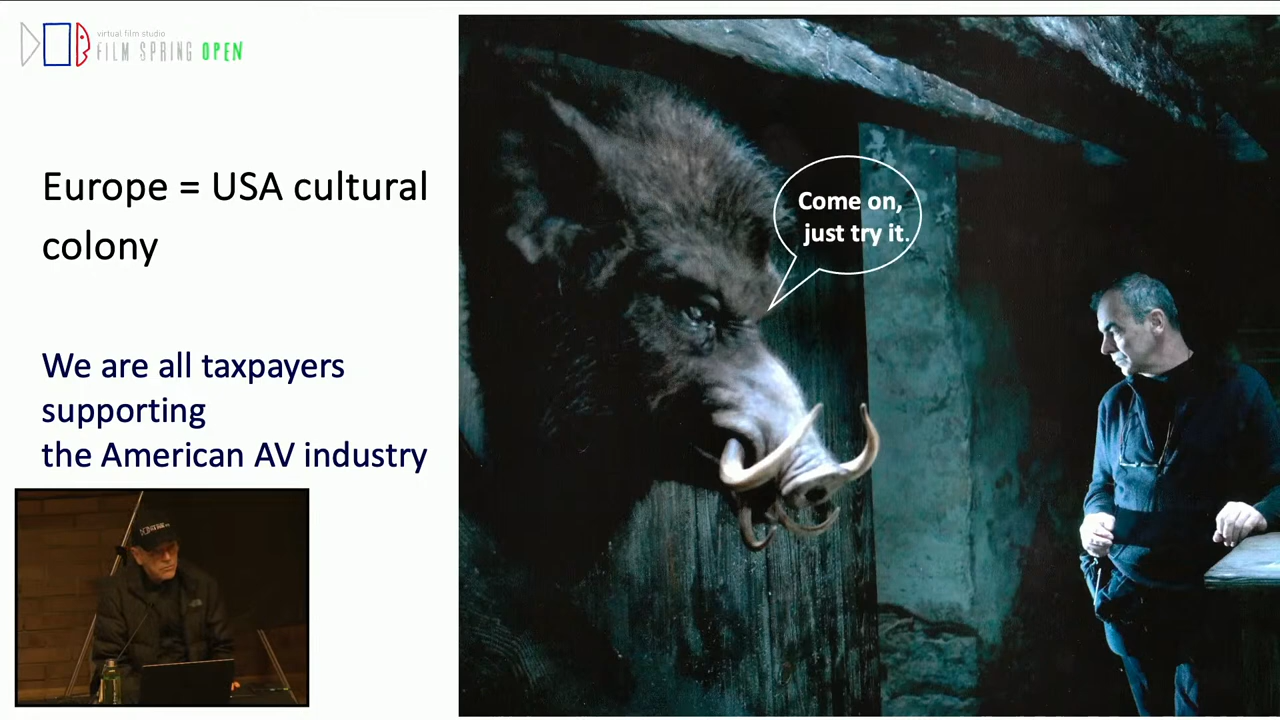 virtual film studio
FILM SPRING OPEN
Europe = USA cultural
colony
We are all taxpayers
supporting
the American AV industry
Come on,
just try it.